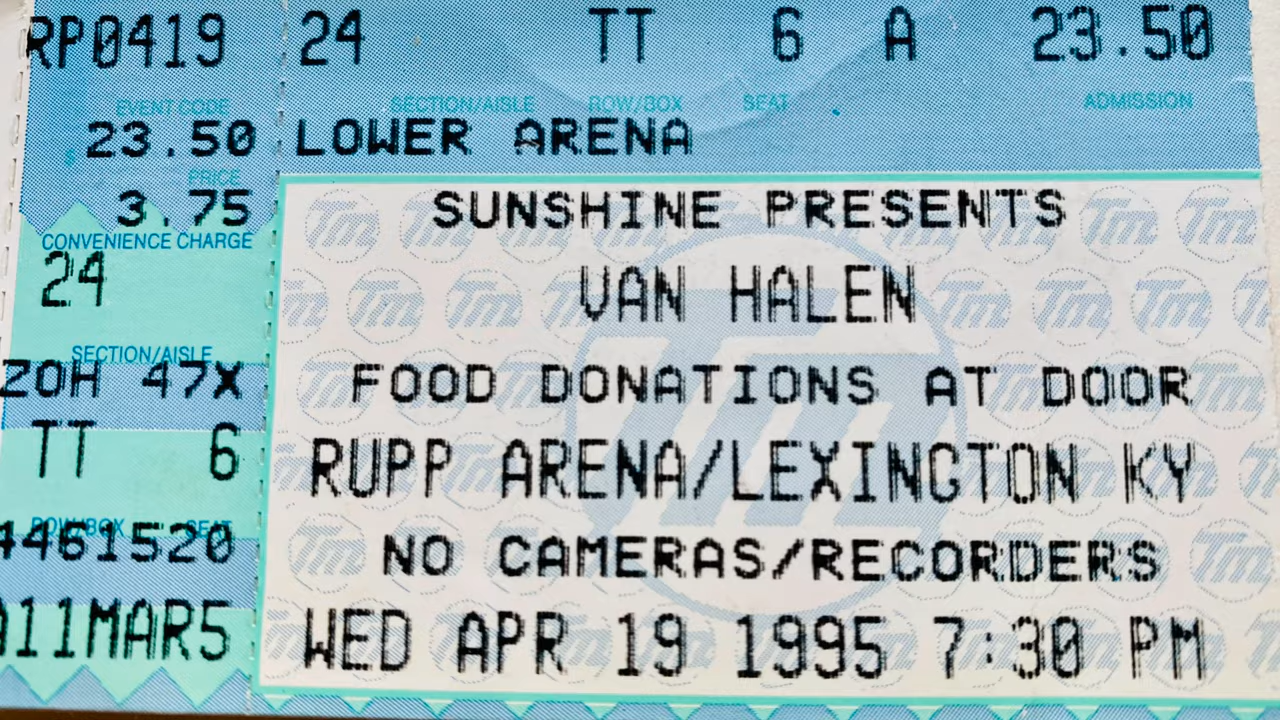 RP0419 24 TT 6 A 23.50
EVENT CODE SECTION/AISLE ROW/BOX SEAT ADMISSION
$ 23.50 LOWER ARENA
PRICE
3.75 SUNSHINE PRESENTS
CONVENIENCE CHARGE
24 VAN HALEN
SECTION/AISLE
ZOH 47X FOOD DONATIONS AT DOOR
TT 6 RUPP ARENA/LEXINGTON KY
ROW/BOX SEAT
4461520 NO CAMERAS/RECORDERS
11MAR5 WED APR 19 1995 7:30 PM